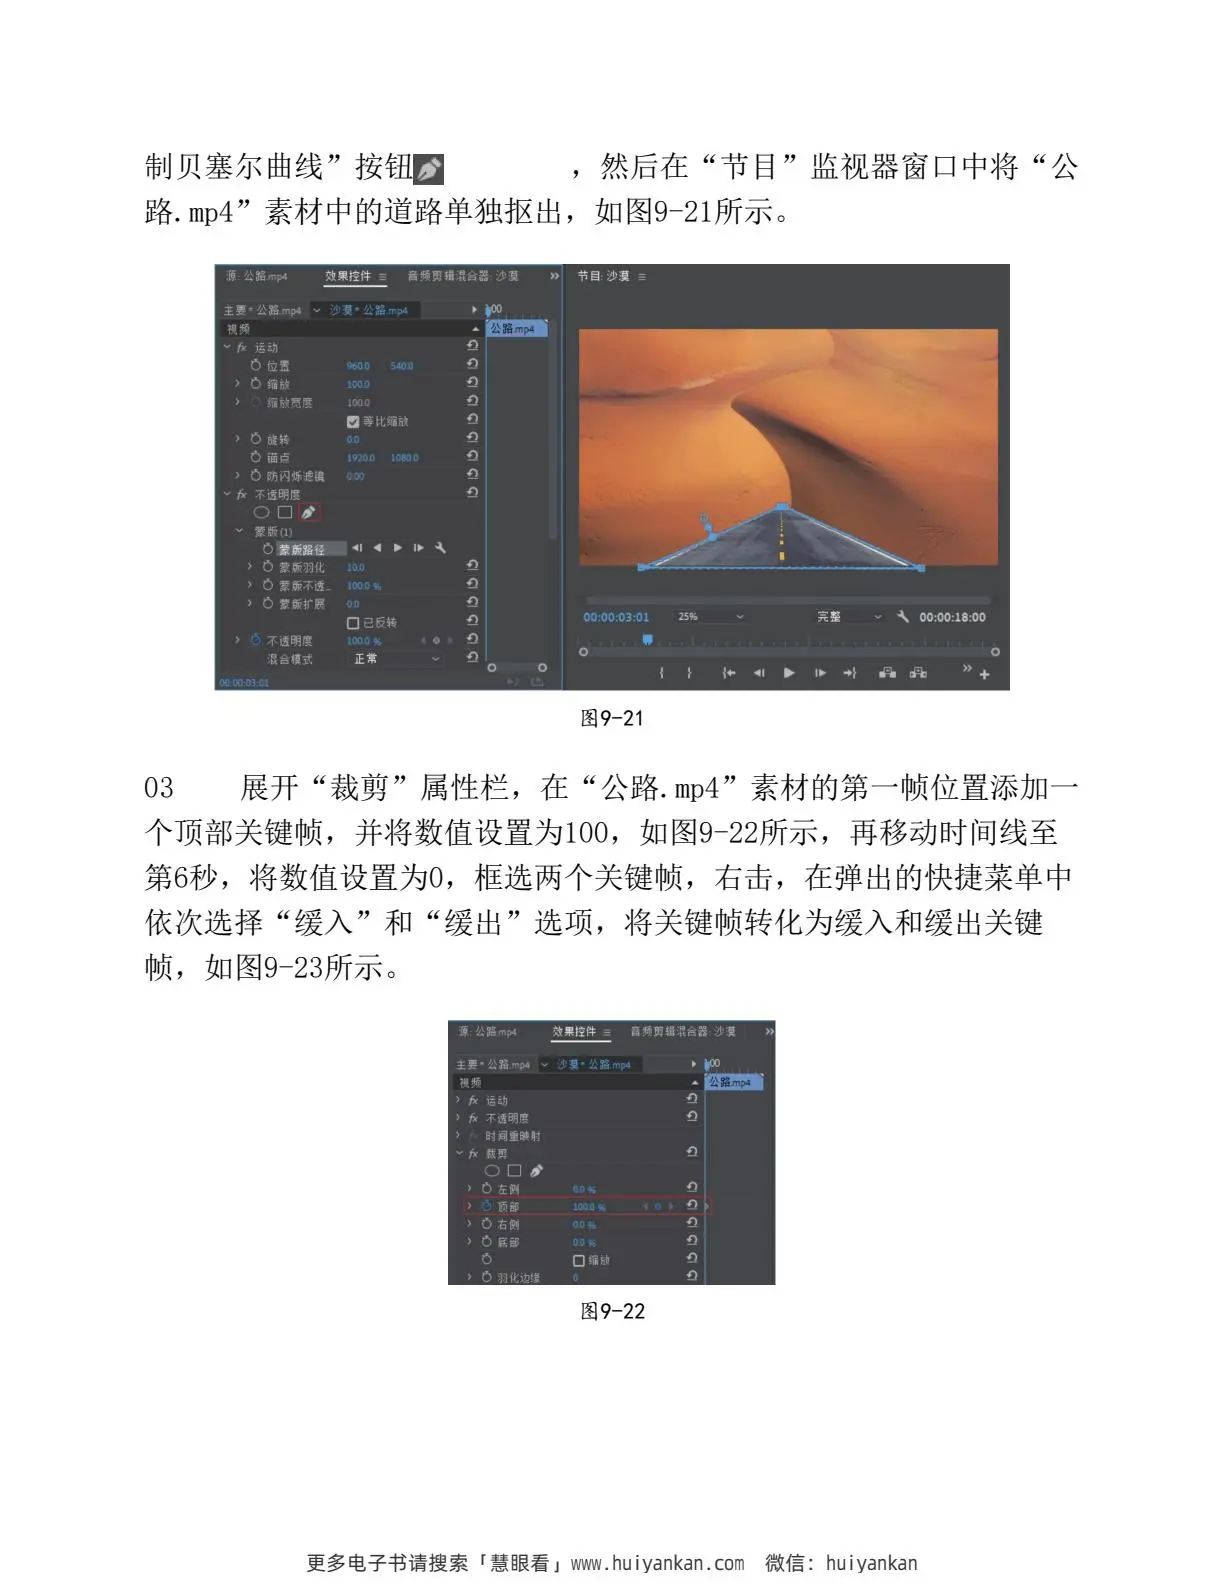 制贝塞尔曲线”按钮 ，然后在“节目”监视器窗口中将“公
路.mp4”素材中的道路单独抠出，如图9-21所示。
源: 公路.mp4 效果控件 音频剪辑混合器: 沙漠 »
主要 * 公路.mp4 沙漠 * 公路.mp4 :00
视频 公路.mp4
fx 运动
位置 960.0 540.0
缩放 100.0
缩放宽度 100.0
等比缩放
旋转 0.0
锚点 1920.0 1080.0
防闪烁滤镜 0.00
fx 不透明度
蒙版(1)
蒙版路径
蒙版羽化 10.0
蒙版不透... 100.0 %
蒙版扩展 0.0
已反转
不透明度 100.0 %
混合模式 正常
00:00:03:01
节目: 沙漠
00:00:03:01 25% 完整 00:00:18:00
图9-21
03 展开“裁剪”属性栏，在“公路.mp4”素材的第一帧位置添加一
个顶部关键帧，并将数值设置为100，如图9-22所示，再移动时间线至
第6秒，将数值设置为0，框选两个关键帧，右击，在弹出的快捷菜单中
依次选择“缓入”和“缓出”选项，将关键帧转化为缓入和缓出关键
帧，如图9-23所示。
源: 公路.mp4 效果控件 音频剪辑混合器: 沙漠 »
主要 * 公路.mp4 沙漠 * 公路.mp4 :00
视频 公路.mp4
fx 运动
fx 不透明度
时间重映射
fx 裁剪
左侧 0.0 %
顶部 100.0 %
右侧 0.0 %
底部 0.0 %
缩放
羽化边缘 0
图9-22
更多电子书请搜索「慧眼看」www.huiyankan.com 微信：huiyankan